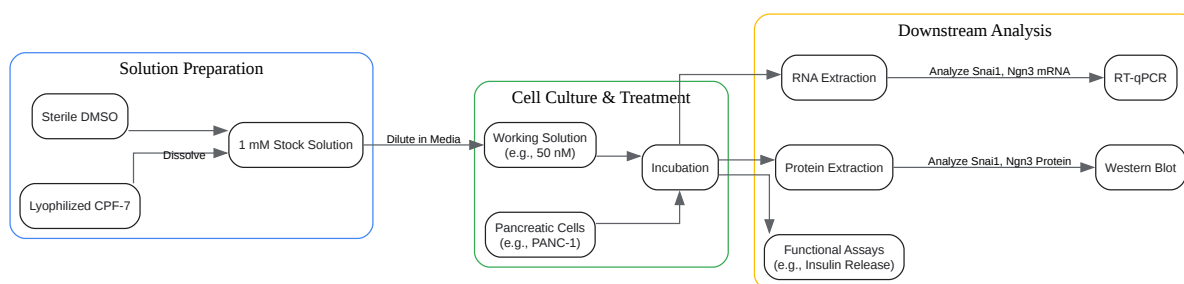 Solution Preparation
Sterile DMSO
Lyophilized CPF-7
Dissolve
1 mM Stock Solution
Dilute in Media
Cell Culture & Treatment
Working Solution
(e.g., 50 nM)
Pancreatic Cells
(e.g., PANC-1)
Incubation
Downstream Analysis
RNA Extraction
Analyze Snai1, Ngn3 mRNA
RT-qPCR
Protein Extraction
Analyze Snai1, Ngn3 Protein
Western Blot
Functional Assays
(e.g., Insulin Release)